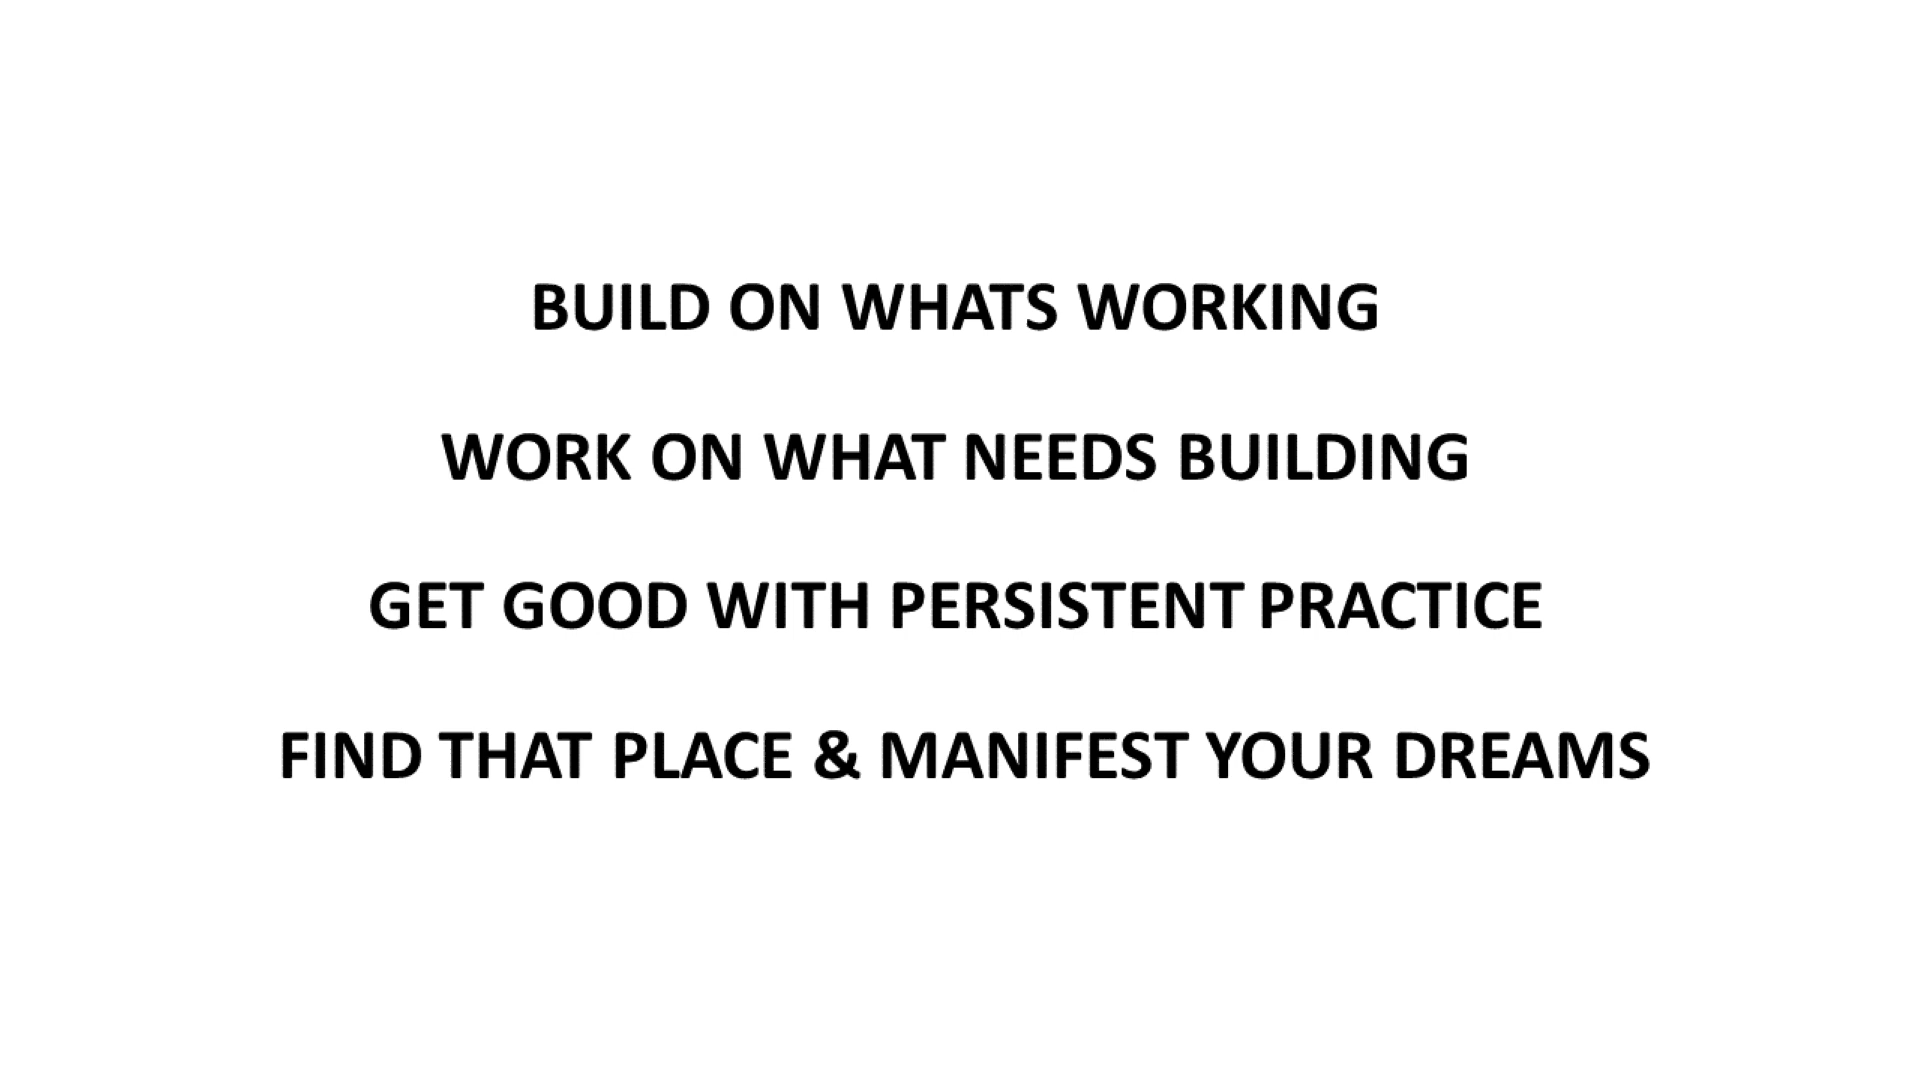 BUILD ON WHATS WORKING
WORK ON WHAT NEEDS BUILDING
GET GOOD WITH PERSISTENT PRACTICE
FIND THAT PLACE & MANIFEST YOUR DREAMS